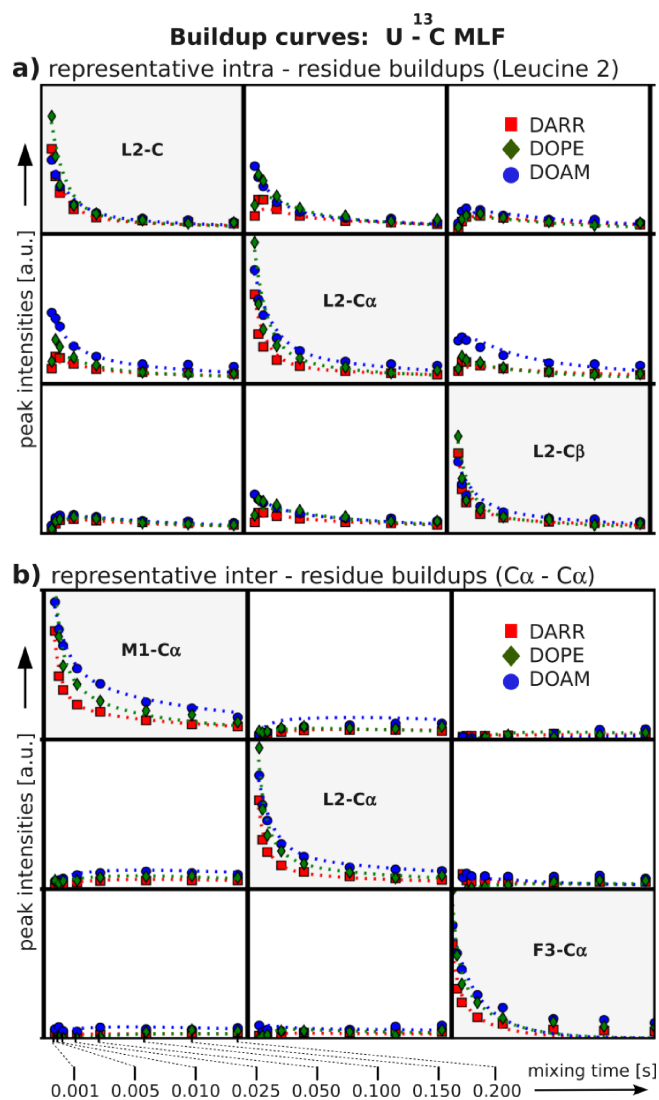 13
Buildup curves: U - C MLF
a) representative intra - residue buildups (Leucine 2)
L2-C
DARR
DOPE
DOAM
L2-Cα
L2-Cβ
peak intensities [a.u.]
b) representative inter - residue buildups (Cα - Cα)
M1-Cα
DARR
DOPE
DOAM
L2-Cα
F3-Cα
peak intensities [a.u.]
mixing time [s]
0.001 0.005 0.010 0.025 0.050 0.100 0.150 0.200